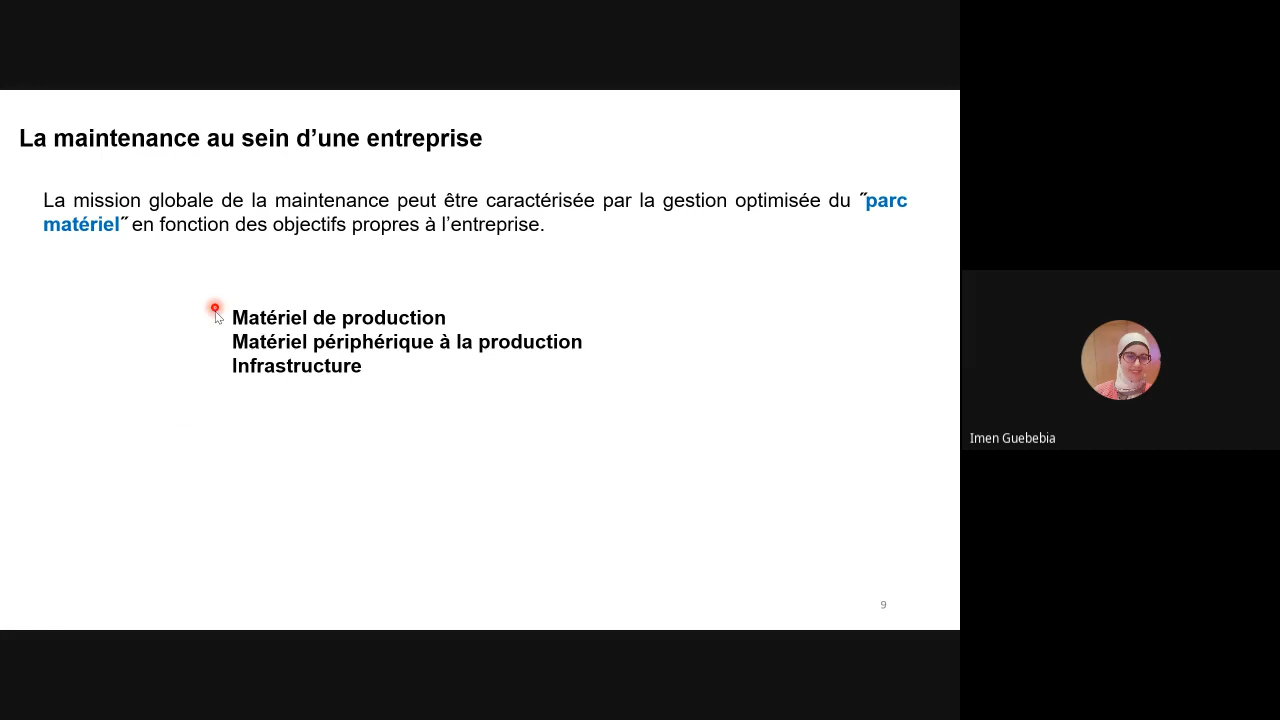 La maintenance au sein d’une entreprise
La mission globale de la maintenance peut être caractérisée par la gestion optimisée du ˝parc
matériel˝ en fonction des objectifs propres à l’entreprise.
Matériel de production
Matériel périphérique à la production
Infrastructure
Imen Guebebia
9